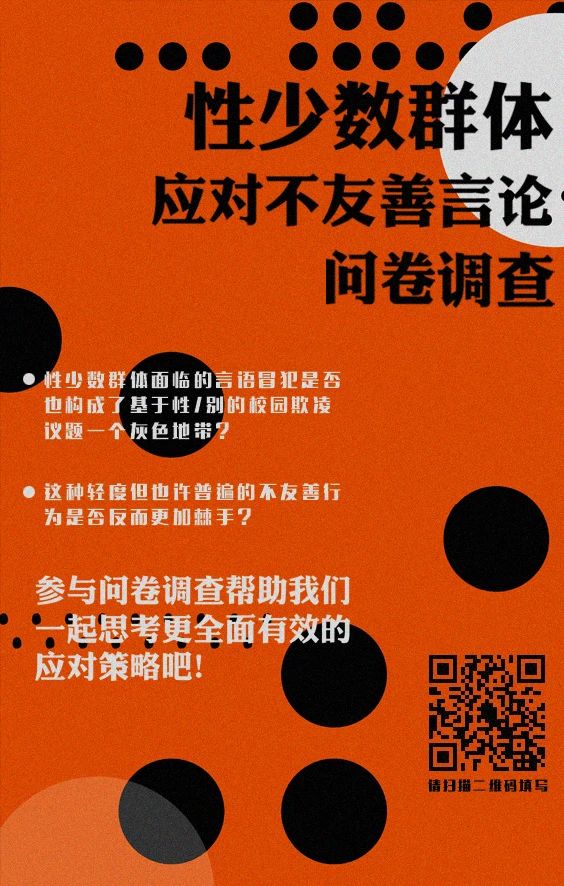 性少数群体
应对不友善言论
问卷调查
性少数群体面临的言语冒犯是否
也构成了基于性/别的校园欺凌
议题一个灰色地带?
这种轻度但也许普遍的不友善行
为是否反而更加棘手?
参与问卷调查帮助我们
一起思考更全面有效的
应对策略吧!
请扫描二维码填写